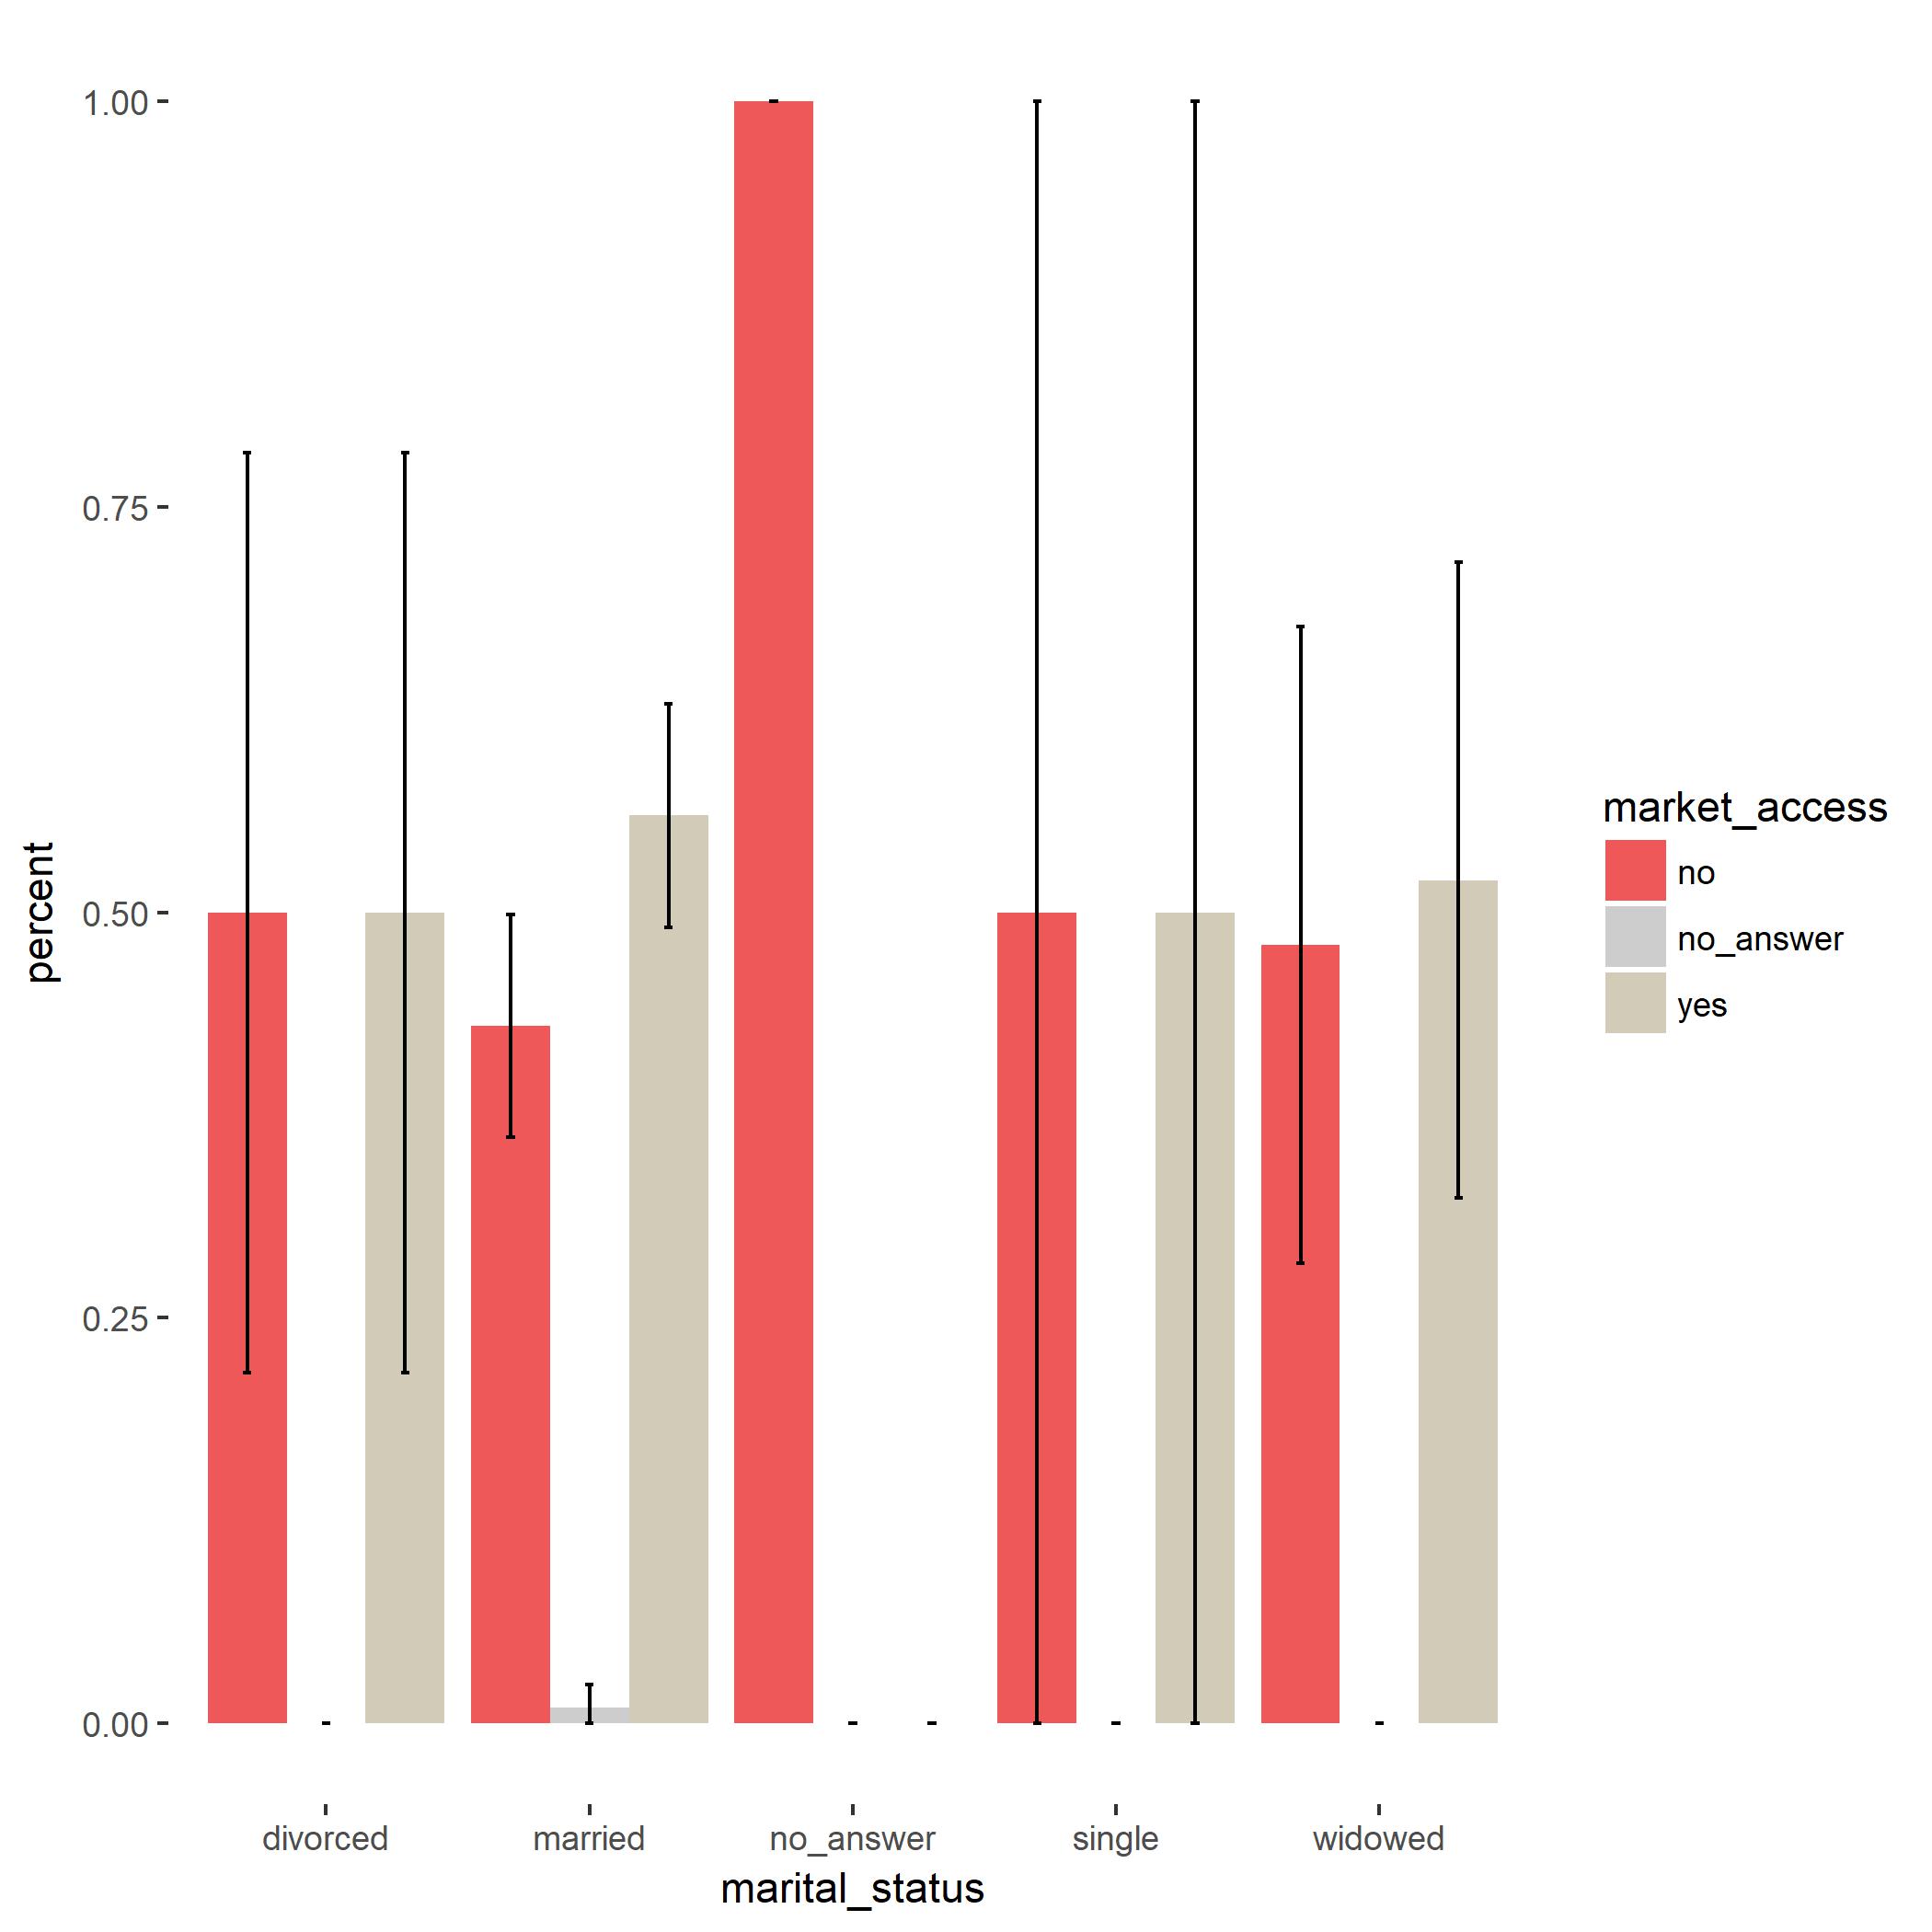 percent
1.00
0.75
0.50
0.25
0.00
divorced married no_answer single widowed
marital_status
market_access
no
no_answer
yes